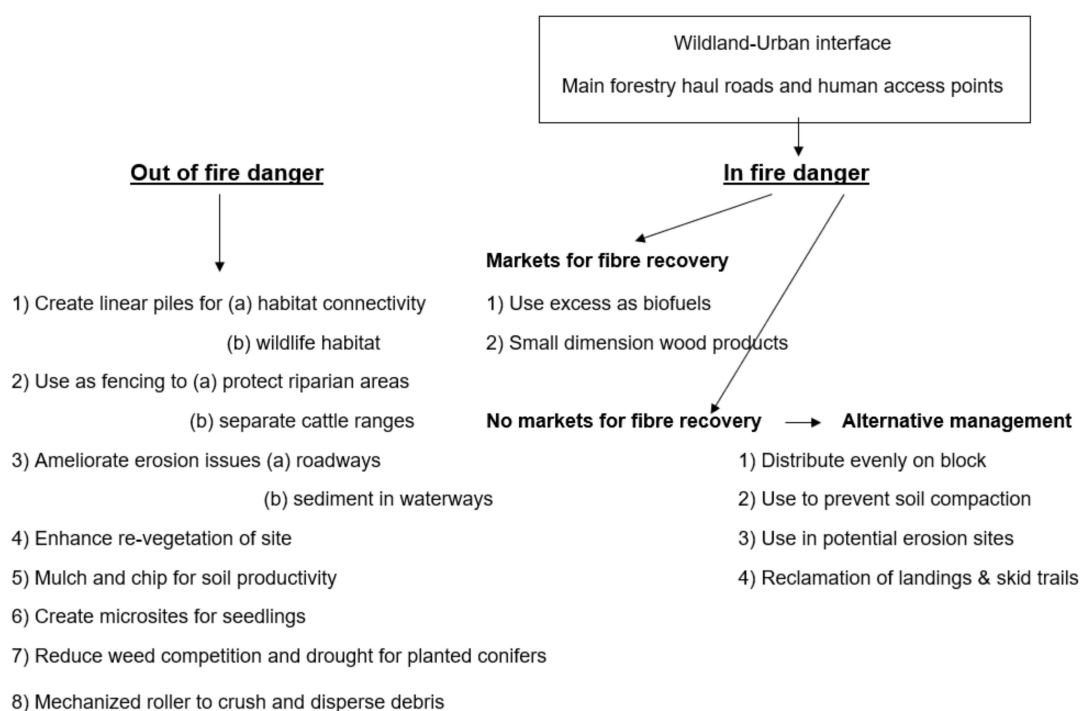 Wildland-Urban interface
Main forestry haul roads and human access points
Out of fire danger
In fire danger
1) Create linear piles for (a) habitat connectivity
(b) wildlife habitat
2) Use as fencing to (a) protect riparian areas
(b) separate cattle ranges
3) Ameliorate erosion issues (a) roadways
(b) sediment in waterways
4) Enhance re-vegetation of site
5) Mulch and chip for soil productivity
6) Create microsites for seedlings
7) Reduce weed competition and drought for planted conifers
8) Mechanized roller to crush and disperse debris
Markets for fibre recovery
1) Use excess as biofuels
2) Small dimension wood products
No markets for fibre recovery
Alternative management
1) Distribute evenly on block
2) Use to prevent soil compaction
3) Use in potential erosion sites
4) Reclamation of landings & skid trails